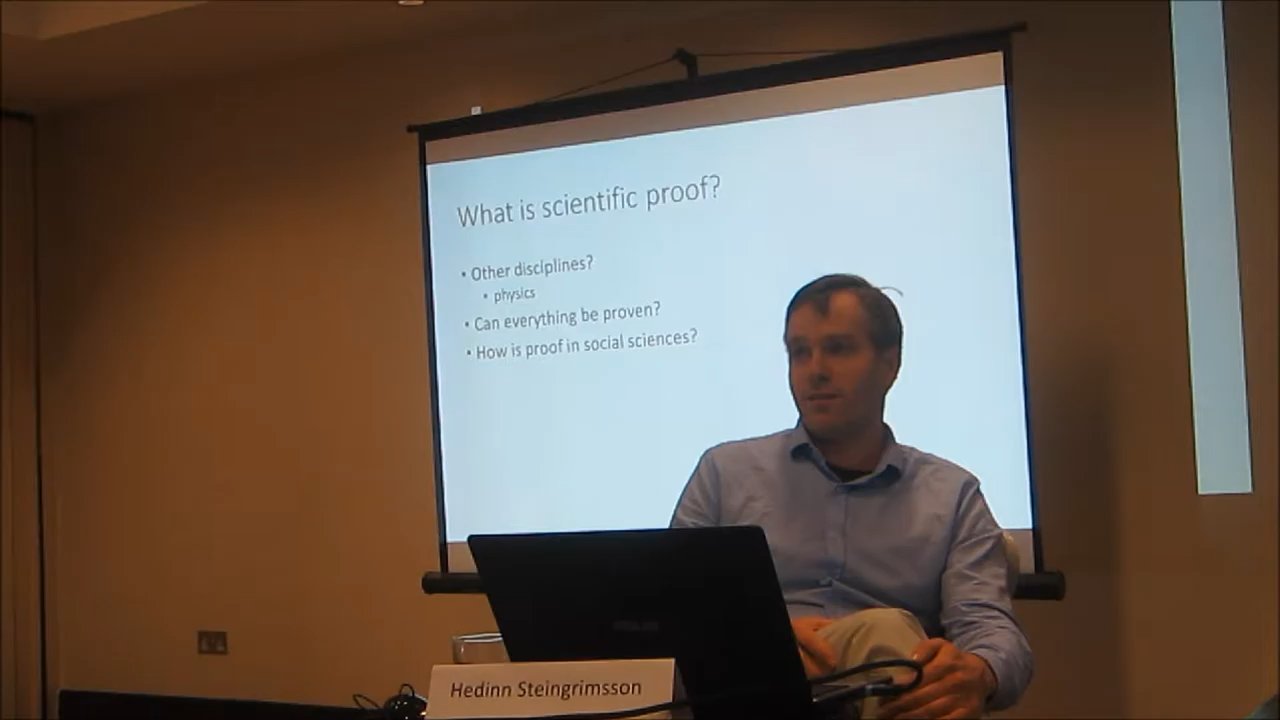 What is scientific proof?
• Other disciplines?
• physics
• Can everything be proven?
• How is proof in social sciences?
Hedinn Steingrimsson